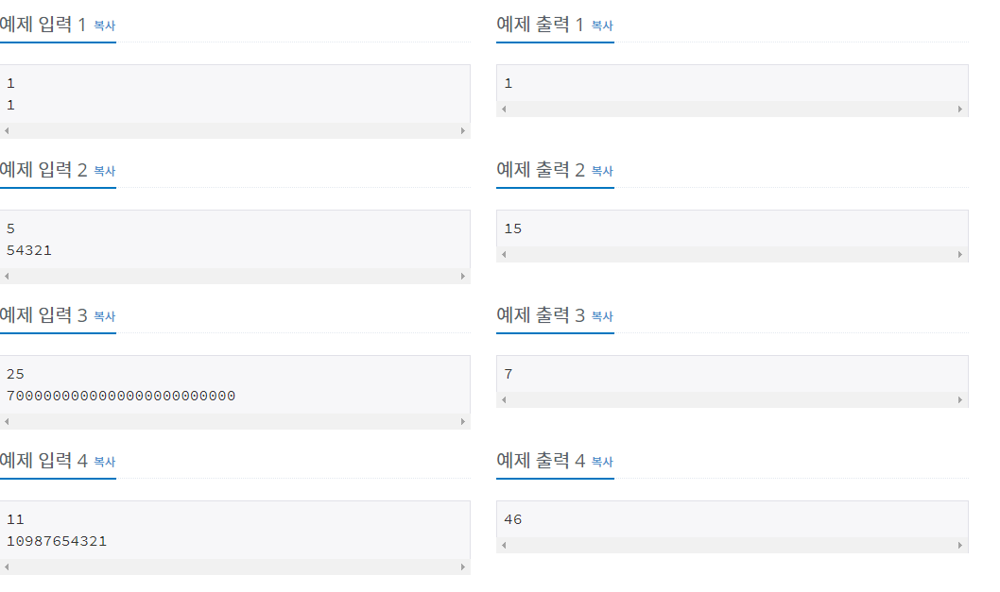 예제 입력 1 복사
1
1
예제 출력 1 복사
1
예제 입력 2 복사
5
54321
예제 출력 2 복사
15
예제 입력 3 복사
25
7000000000000000000000000
예제 출력 3 복사
7
예제 입력 4 복사
11
10987654321
예제 출력 4 복사
46